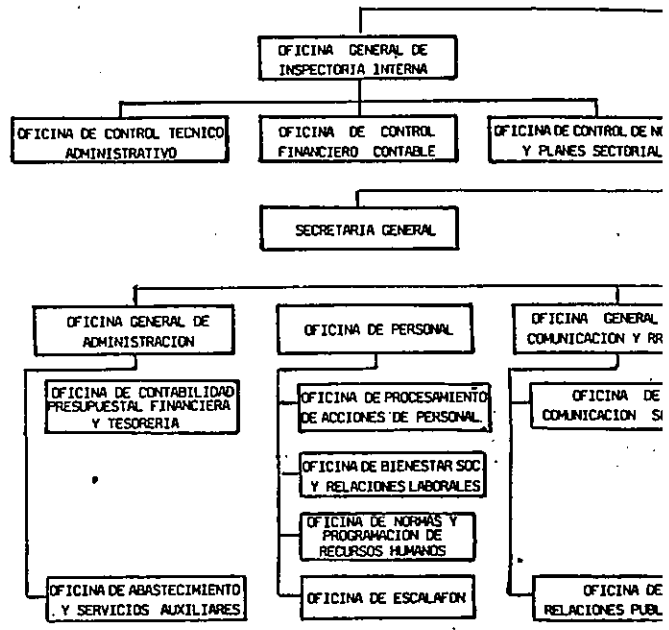 OFICINA GENERAL DE
INSPECTORIA INTERNA
OFICINA DE CONTROL TECNICO
ADMINISTRATIVO
OFICINA DE CONTROL
FINANCIERO CONTABLE
OFICINA DE CONTROL DE NO
Y PLANES SECTORIAL
SECRETARIA GENERAL
OFICINA GENERAL DE
ADMINISTRACION
OFICINA DE PERSONAL
OFICINA GENERAL
COMUNICACION Y RR
OFICINA DE CONTABILIDAD
PRESUPUESTAL FINANCIERA
Y TESORERIA
OFICINA DE PROCESAMIENTO
DE ACCIONES DE PERSONAL.
OFICINA DE
COMUNICACION
OFICINA DE BIENESTAR SOC.
Y RELACIONES LABORALES
OFICINA DE NORMAS Y
PROGRAMACION DE
RECURSOS HUMANOS
OFICINA DE ABASTECIMIENTO
Y SERVICIOS AUXILIARES
OFICINA DE ESCALAFON
OFICINA DE
RELACIONES PUBL